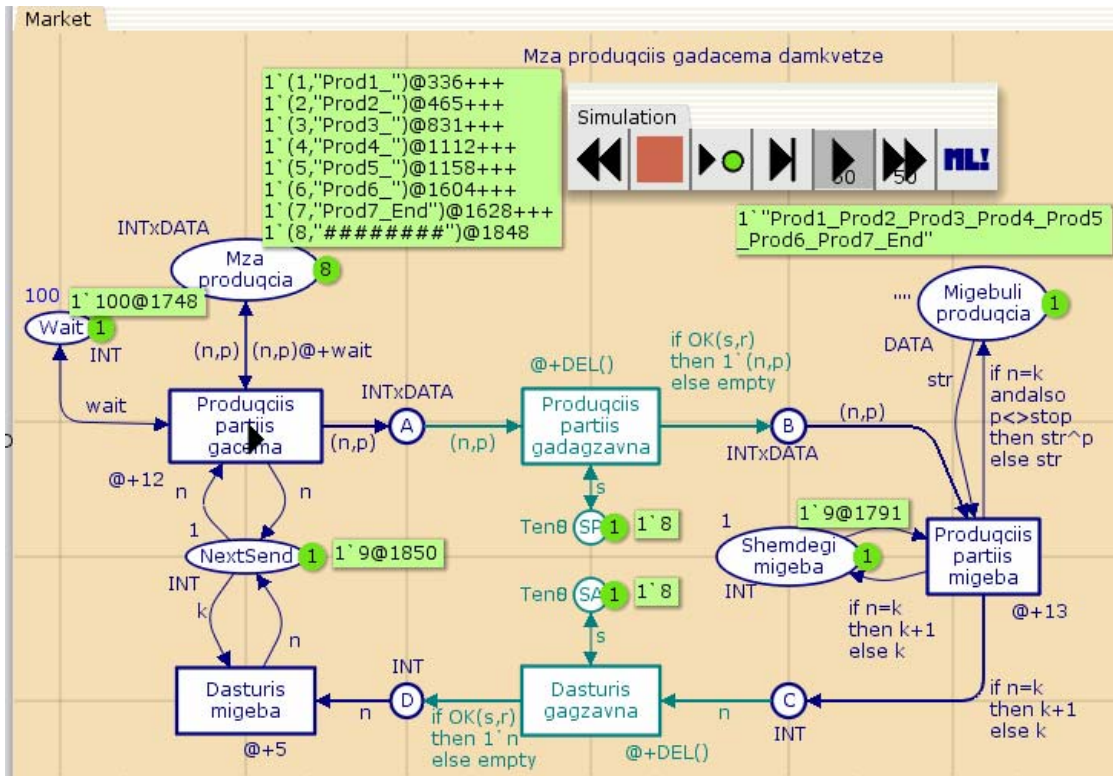 Market
Mza produqciis gadacema damkvetze
1`(1,"Prod1_")@336+++
1`(2,"Prod2_")@465+++
1`(3,"Prod3_")@831+++
1`(4,"Prod4_")@1112+++
1`(5,"Prod5_")@1158+++
1`(6,"Prod6_")@1604+++
1`(7,"Prod7_End")@1628+++
1`(8,"########")@1848
Simulation
50
ML!
1`"Prod1_Prod2_Prod3_Prod4_Prod5
_Prod6_Prod7_End"
INTxDATA
Mza
produqcia
8
100
1`100@1748
Wait
1
INT
(n,p)
(n,p)@+wait
wait
Produqciis
partiis
gacema
@+12
(n,p)
INTxDATA
A
(n,p)
@+DEL()
Produqciis
partiis
gadagzavna
if OK(s,r)
then 1`(n,p)
else empty
B
INTxDATA
(n,p)
""
Migebuli
produqcia
1
DATA
str
if n=k
andalso
p<>stop
then str^p
else str
n
n
1
NextSend
1
1`9@1850
INT
s
Ten0
SP
1
1`8
1
1`9@1791
Shemdegi
migeba
1
INT
Produqciis
partiis
migeba
@+13
if n=k
then k+1
else k
Ten0
SA
1
1`8
s
k
n
Dasturis
migeba
@+5
n
INT
D
if OK(s,r)
then 1`n
else empty
Dasturis
gagzavna
@+DEL()
n
C
INT
if n=k
then k+1
else k